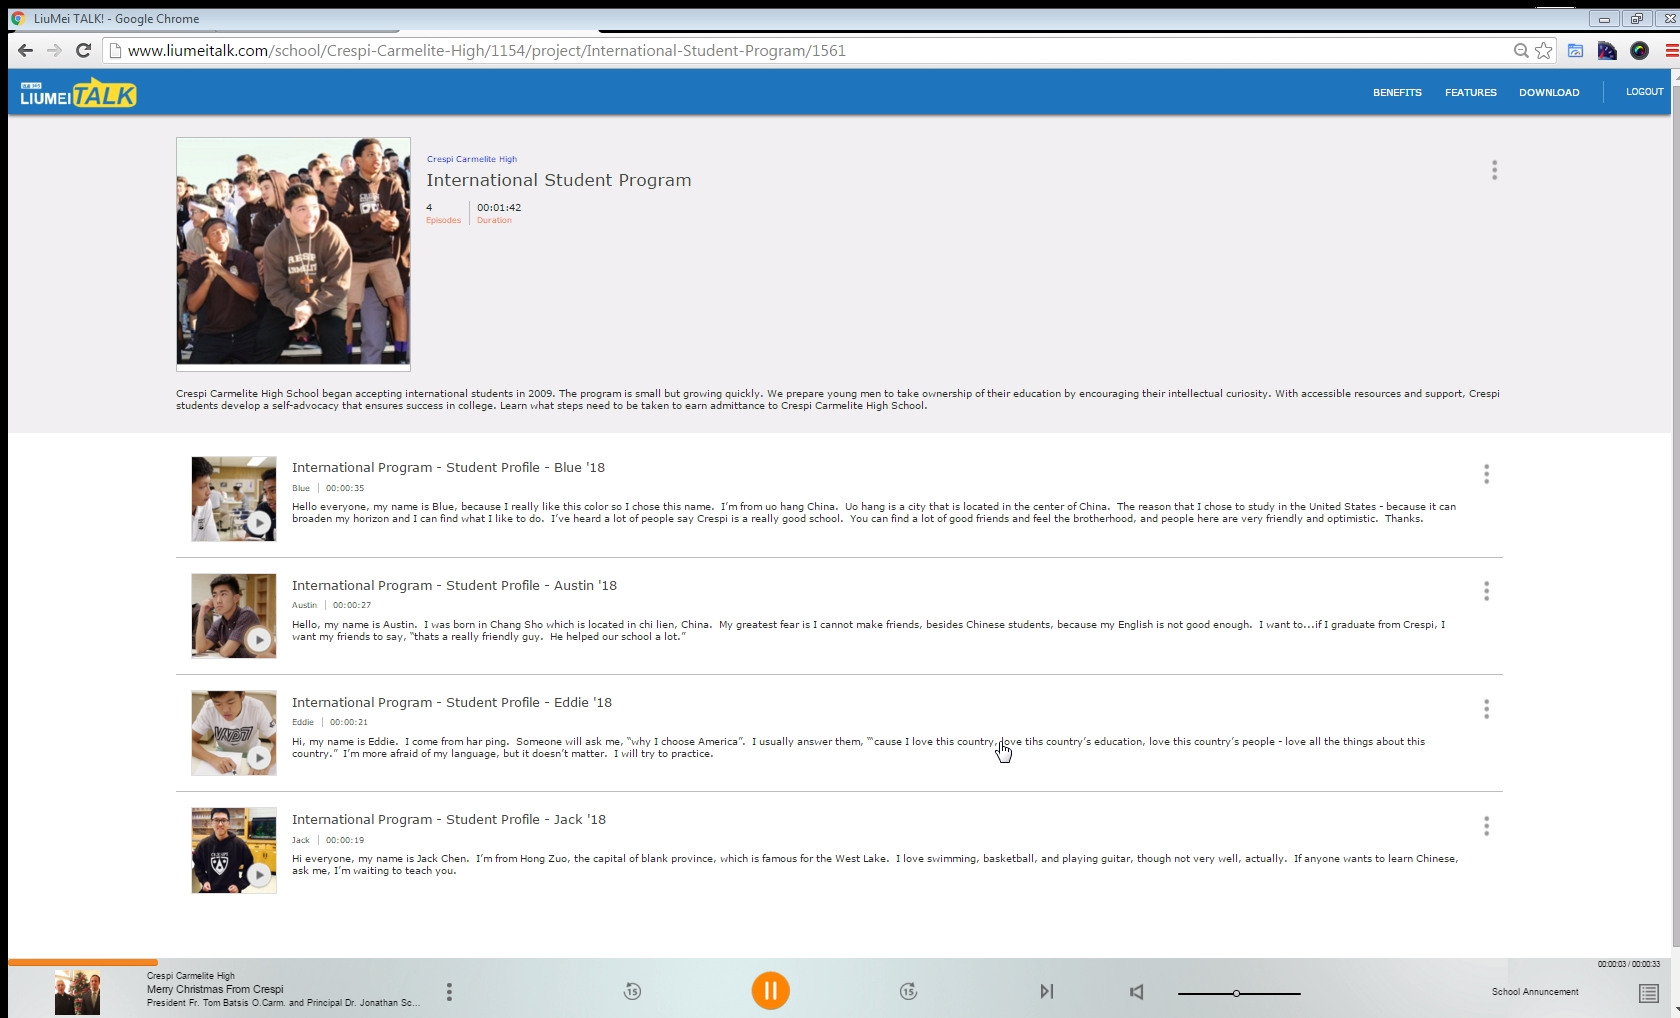 LiuMei TALK! - Google Chrome
www.liumeitalk.com/school/Crespi-Carmelite-High/1154/project/International-Student-Program/1561
LIUMEI TALK
BENEFITS FEATURES DOWNLOAD LOGOUT
Crespi Carmelite High
International Student Program
4 00:01:42
Episodes Duration
Crespi Carmelite High School began accepting international students in 2009. The program is small but growing quickly. We prepare young men to take ownership of their education by encouraging their intellectual curiosity. With accessible resources and support, Crespi
students develop a self-advocacy that ensures success in college. Learn what steps need to be taken to earn admittance to Crespi Carmelite High School.
International Program - Student Profile - Blue '18
Blue 00:00:35
Hello everyone, my name is Blue, because I really like this color so I chose this name. I'm from uo hang China. Uo hang is a city that is located in the center of China. The reason that I chose to study in the United States - because it can
broaden my horizon and I can find what I like to do. I've heard a lot of people say Crespi is a really good school. You can find a lot of good friends and feel the brotherhood, and people here are very friendly and optimistic. Thanks.
International Program - Student Profile - Austin '18
Austin 00:00:27
Hello, my name is Austin. I was born in Chang Sho which is located in chi lien, China. My greatest fear is I cannot make friends, besides Chinese students, because my English is not good enough. I want to...if I graduate from Crespi, I
want my friends to say, "thats a really friendly guy. He helped our school a lot."
International Program - Student Profile - Eddie '18
Eddie 00:00:21
Hi, my name is Eddie. I come from har ping. Someone will ask me, "why I choose America". I usually answer them, "'cause I love this country, love tihs country's education, love this country's people - love all the things about this
country." I'm more afraid of my language, but it doesn't matter. I will try to practice.
International Program - Student Profile - Jack '18
Jack 00:00:19
Hi everyone, my name is Jack Chen. I'm from Hong Zuo, the capital of blank province, which is famous for the West Lake. I love swimming, basketball, and playing guitar, though not very well, actually. If anyone wants to learn Chinese,
ask me, I'm waiting to teach you.
00:00:03 / 00:00:33
Crespi Carmelite High
Merry Christmas From Crespi
President Fr. Tom Batsis O.Carm. and Principal Dr. Jonathan Sc...
15 15
School Annuncement